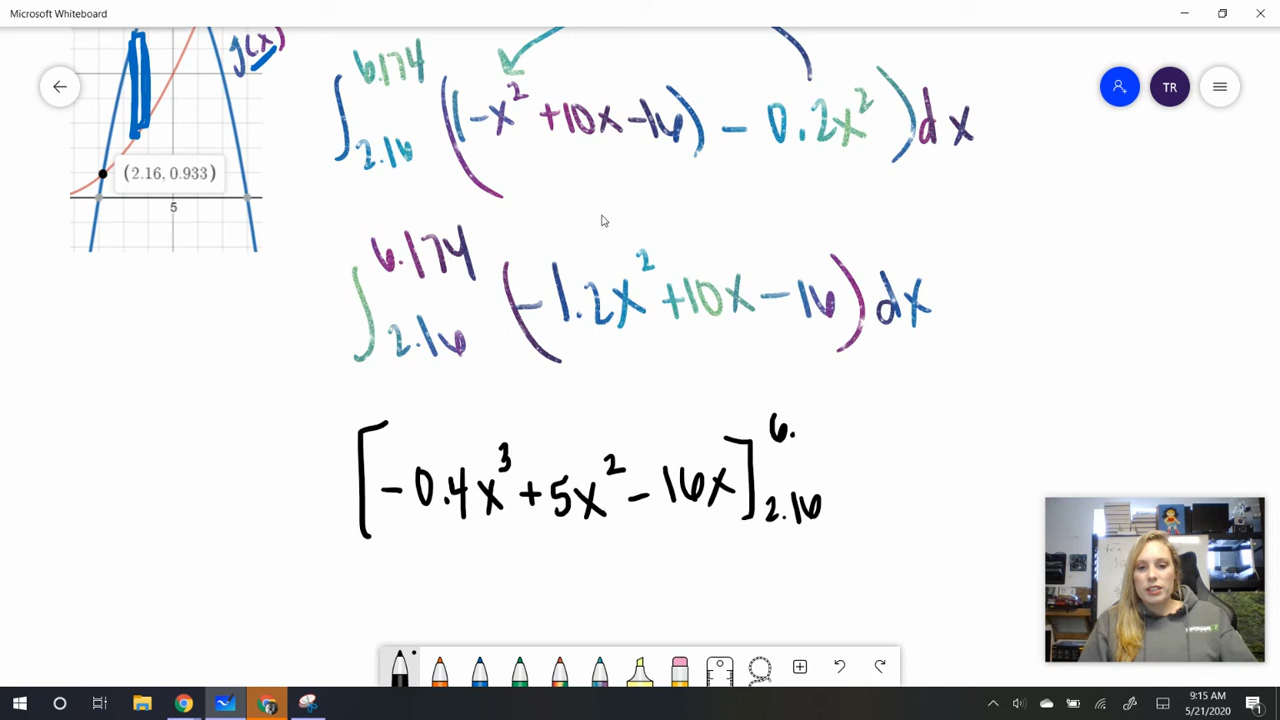 Microsoft Whiteboard
g(x)
(2.16, 0.933)
5
∫ 6.174 2.16 ((-x² +10x-16) - 0.2x²) dx
∫ 6.174 2.16 (-1.2x² +10x-16) dx
[-0.4x³ + 5x² - 16x] 6. 2.16
TR
9:15 AM
5/21/2020
1